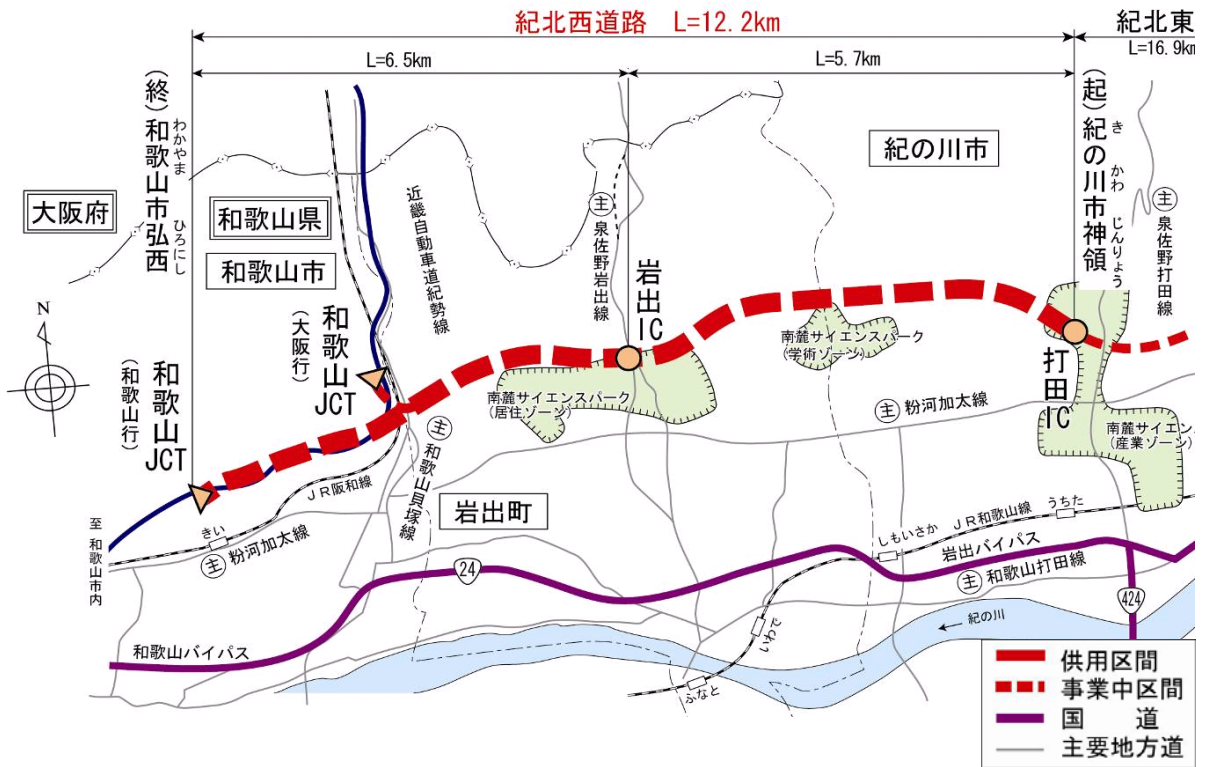 紀北西道路 L=12.2km
紀北東
L=16.9km
L=6.5km
L=5.7km
(終)和歌山市弘西
わかやま
ひろにし
(起)紀の川市神領
き かわ じんりょう
大阪府
和歌山県
和歌山市
紀の川市
近畿自動車道紀勢線
主 泉佐野岩出線
主 泉佐野打田線
N
和歌山JCT
(大阪行)
和歌山JCT
(和歌山行)
岩出IC
打田IC
南麓サイエンスパーク
(学術ゾーン)
南麓サイエンスパーク
(居住ゾーン)
南麓サイエンス
(産業ゾーン)
主 粉河加太線
主 和歌山貝塚線
JR阪和線
岩出町
きい
主 粉河加太線
至 和歌山市内
しもいさか
JR和歌山線
うちた
岩出バイパス
主 和歌山打田線
24
424
和歌山バイパス
いわで
ふなと
紀の川
供用区間
事業中区間
国 道
主要地方道